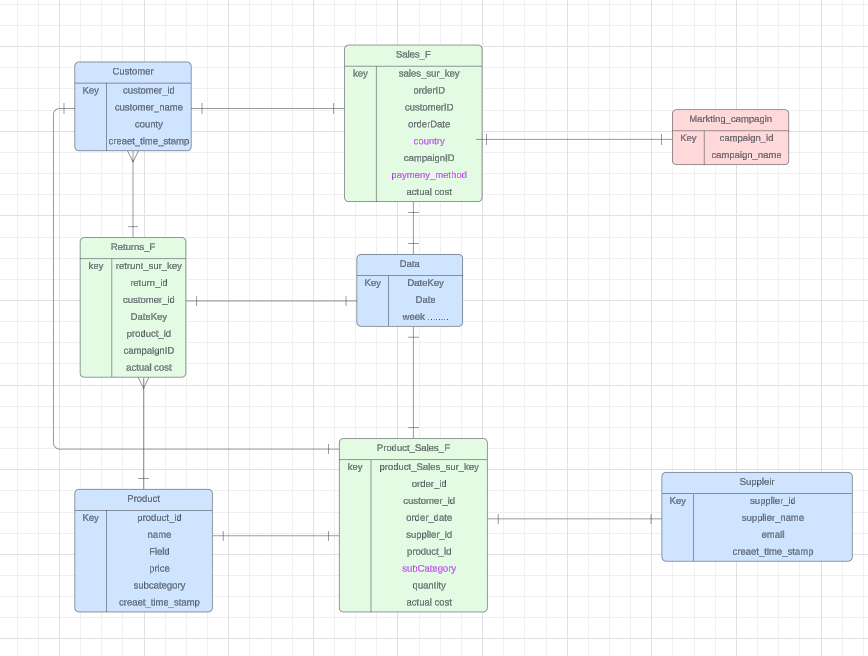 Sales_F
key sales_sur_key
orderID
customerID
orderDate
country
campaignID
paymeny_method
actual cost
Customer
Key customer_id
customer_name
county
creaet_time_stamp
Markting_campagin
Key campaign_id
campaign_name
Returns_F
key retrunt_sur_key
return_id
customer_id
DateKey
product_id
campaignID
actual cost
Data
Key DateKey
Date
week ........
Product_Sales_F
key product_Sales_sur_key
order_id
customer_id
order_date
supplier_id
product_id
subCategory
quantity
actual cost
Product
Key product_id
name
Field
price
subcategory
creaet_time_stamp
Suppleir
Key supplier_id
supplier_name
email
creaet_time_stamp